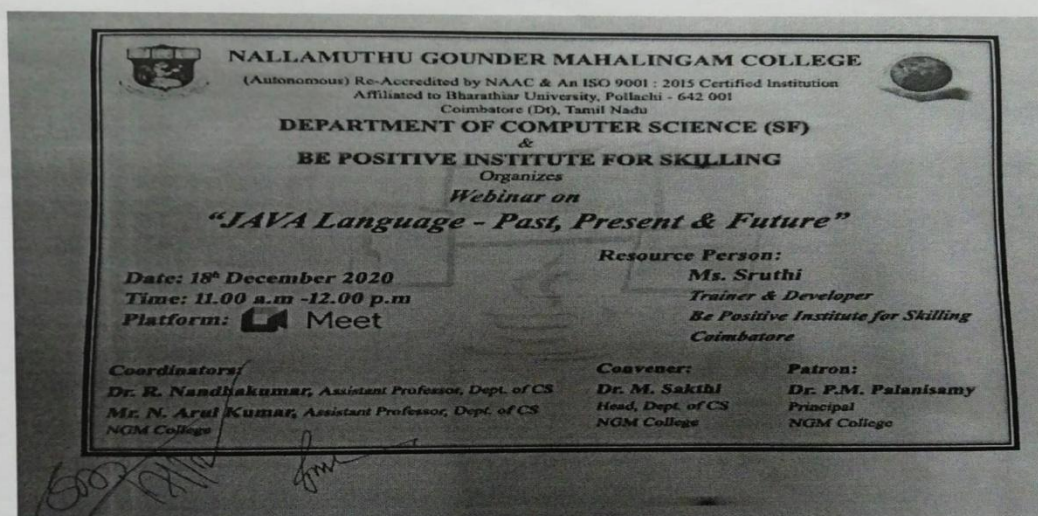 NALLAMUTHU GOUNDER MAHALINGAM COLLEGE
(Autonomous) Re-Accredited by NAAC & An ISO 9001 : 2015 Certified Institution
Affiliated to Bharathiar University, Pollachi - 642 001
Coimbatore (Dt), Tamil Nadu
DEPARTMENT OF COMPUTER SCIENCE (SF)
&
BE POSITIVE INSTITUTE FOR SKILLING
Organizes
Webinar on
“JAVA Language - Past, Present & Future”
Date: 18th December 2020
Time: 11.00 a.m -12.00 p.m
Platform: Meet
Resource Person:
Ms. Sruthi
Trainer & Developer
Be Positive Institute for Skilling
Coimbatore
Coordinators:
Dr. R. Nandhakumar, Assistant Professor, Dept. of CS
Mr. N. Arul Kumar, Assistant Professor, Dept. of CS
NGM College
Convener:
Dr. M. Sakthi
Head, Dept. of CS
NGM College
Patron:
Dr. P.M. Palanisamy
Principal
NGM College